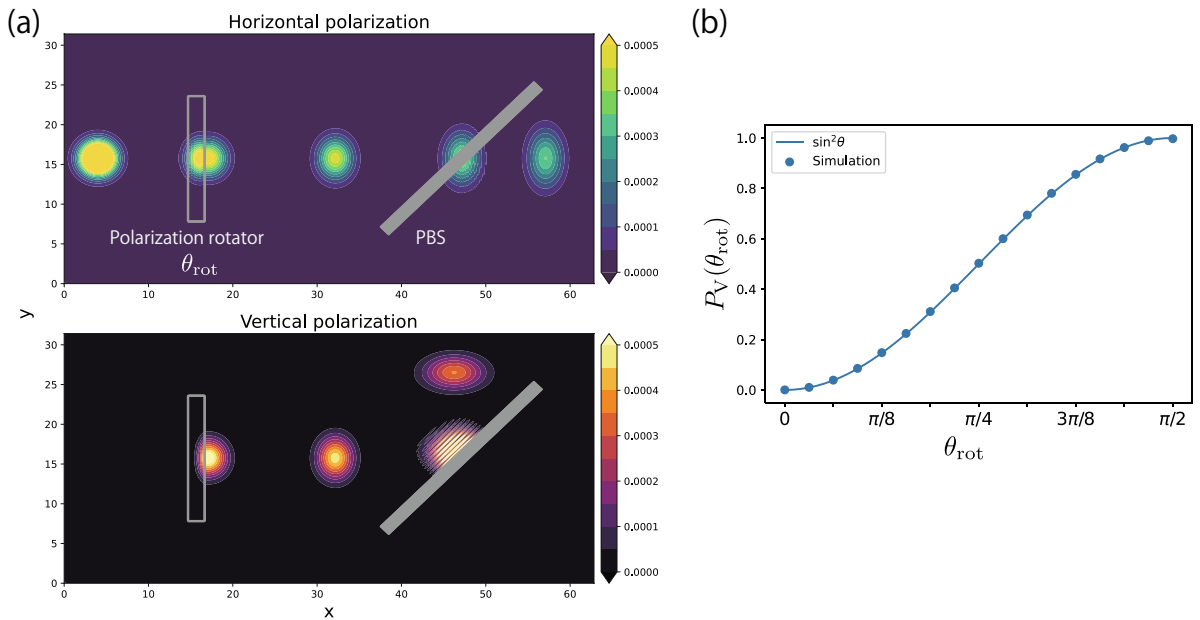 (a)
Horizontal polarization
30
25
20
15
10
5
0
0 10 20 30 40 50 60
Polarization rotator
θrot
PBS
0.0005
0.0004
0.0003
0.0002
0.0001
0.0000
y
Vertical polarization
30
25
20
15
10
5
0
0 10 20 30 40 50 60
x
0.0005
0.0004
0.0003
0.0002
0.0001
0.0000
(b)
sin²θ
Simulation
1.0
0.8
0.6
0.4
0.2
0.0
PV(θrot)
0 π/8 π/4 3π/8 π/2
θrot